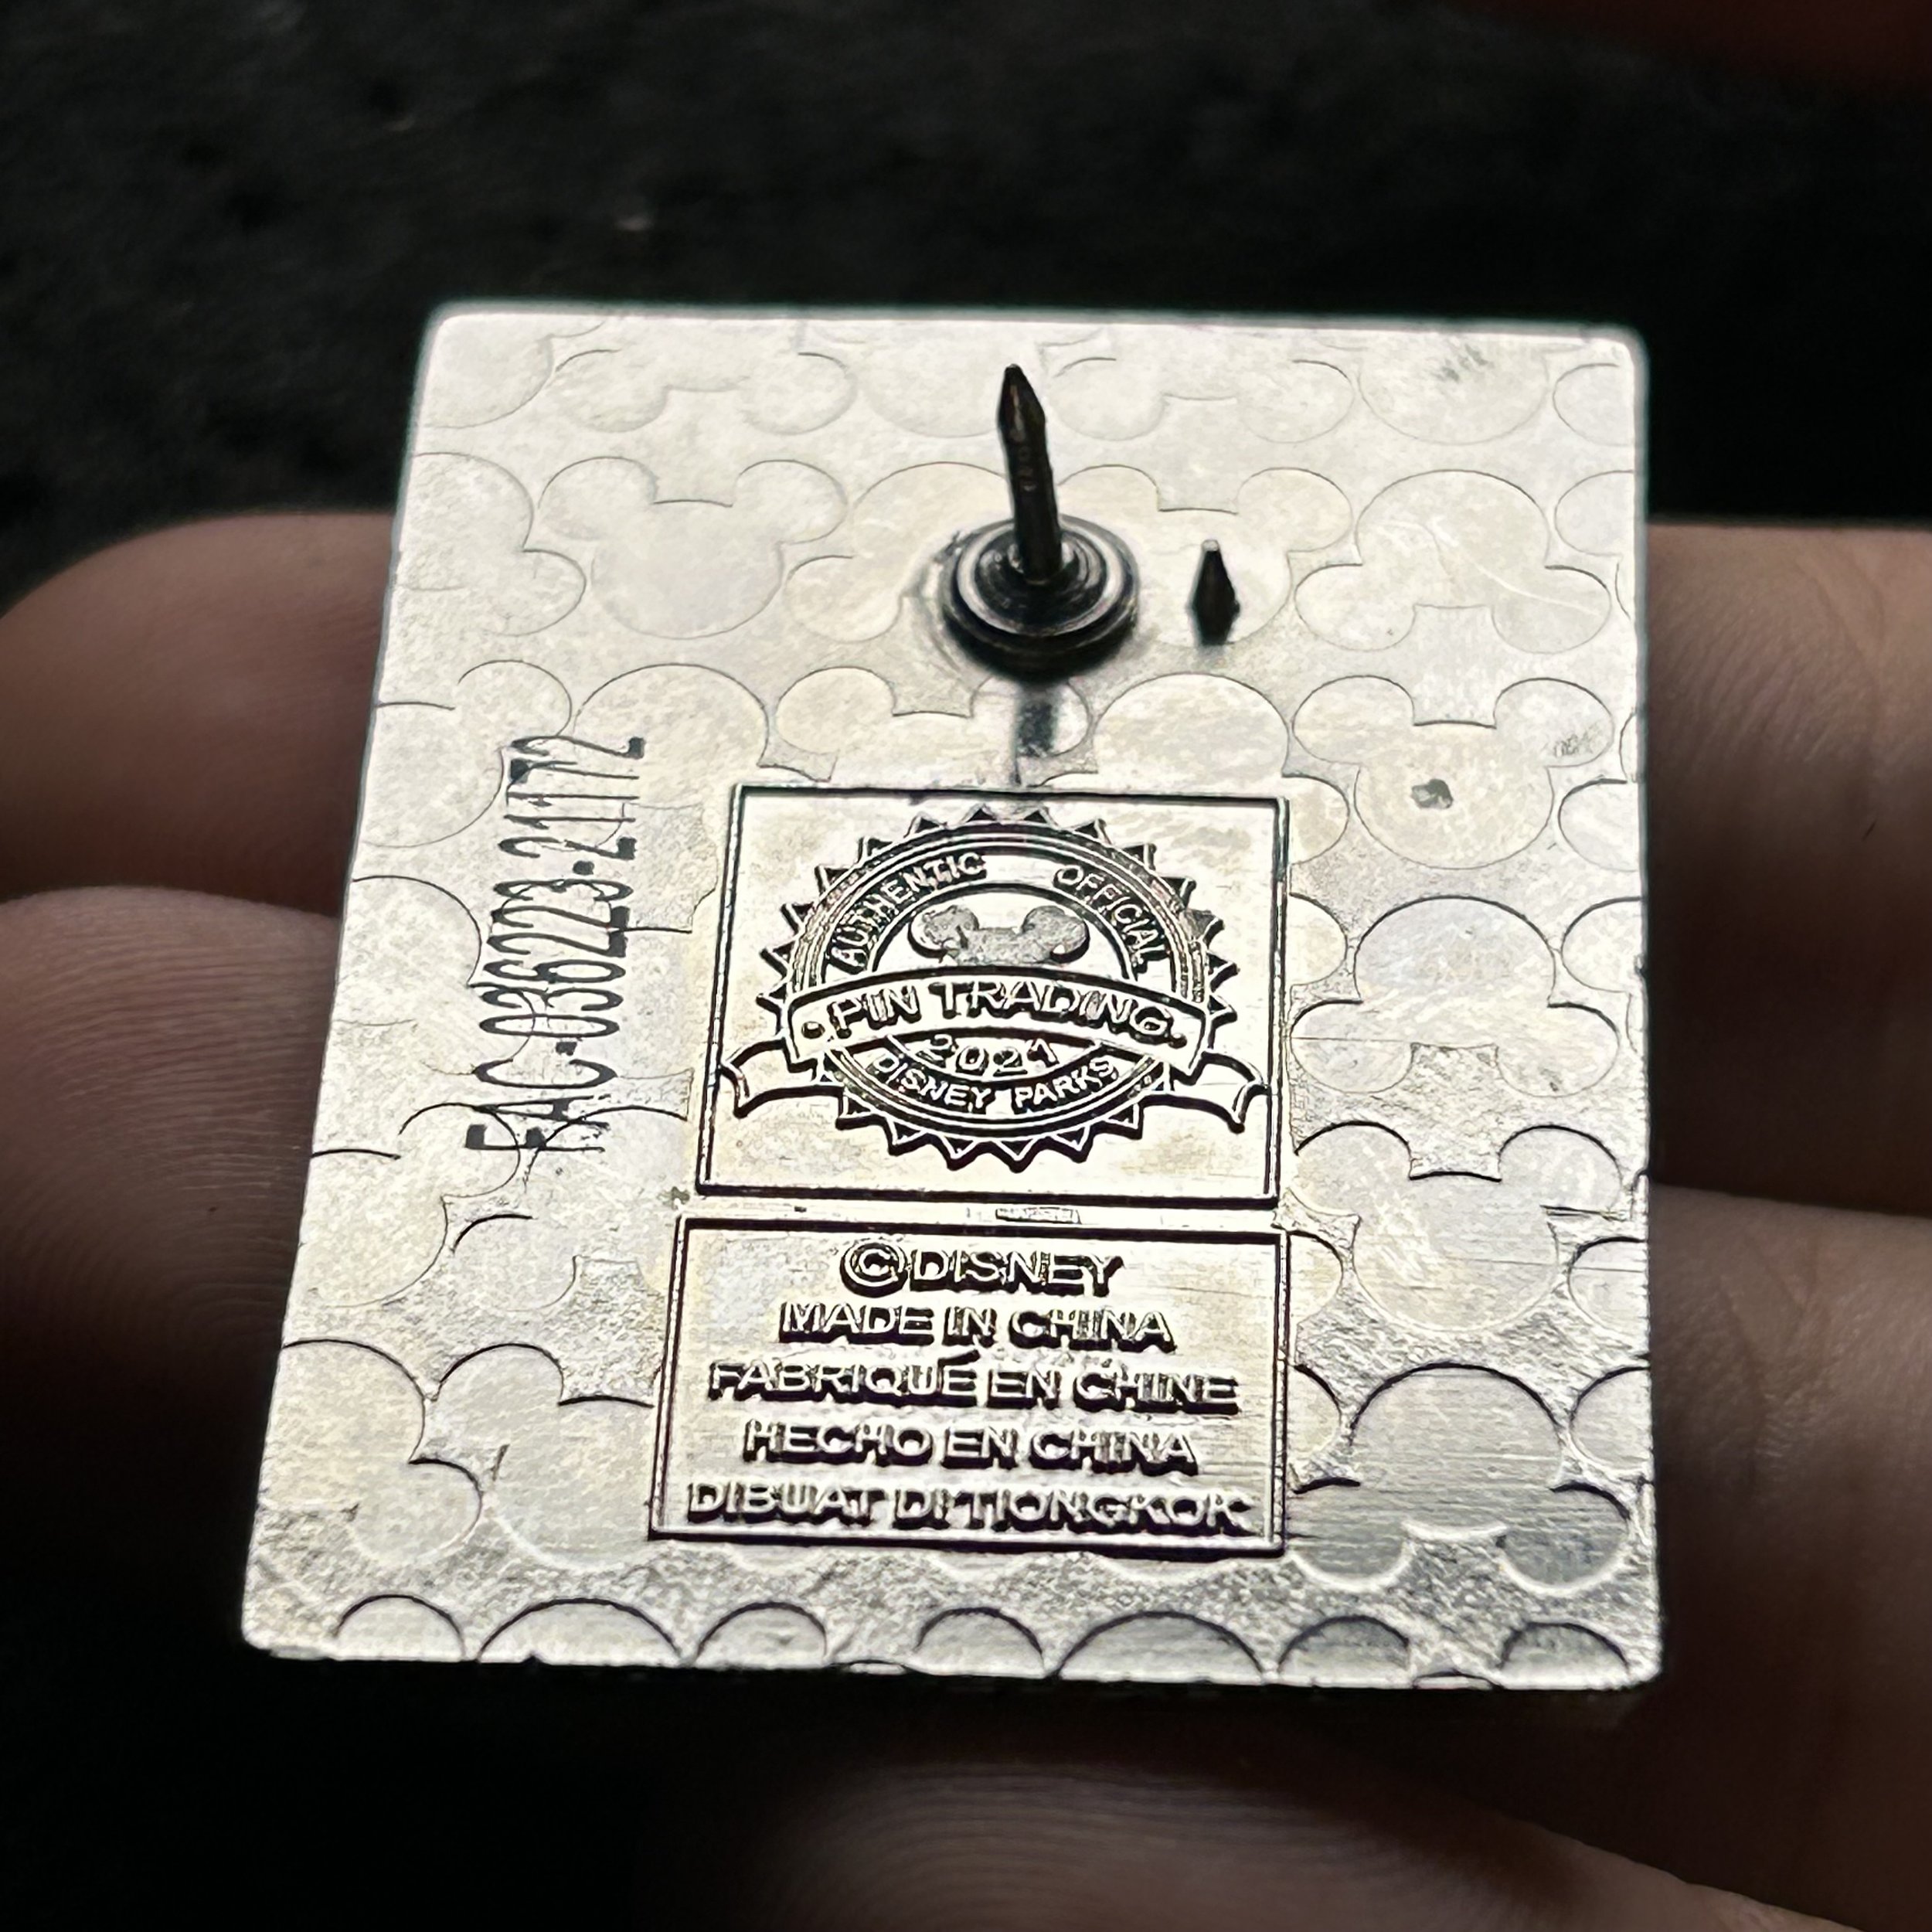 FAC-036223-21172
AUTHENTIC OFFICIAL
PIN TRADING
2021
DISNEY PARKS
©DISNEY
MADE IN CHINA
FABRIQUÉ EN CHINE
HECHO EN CHINA
DIBUAT DI TIONGKOK